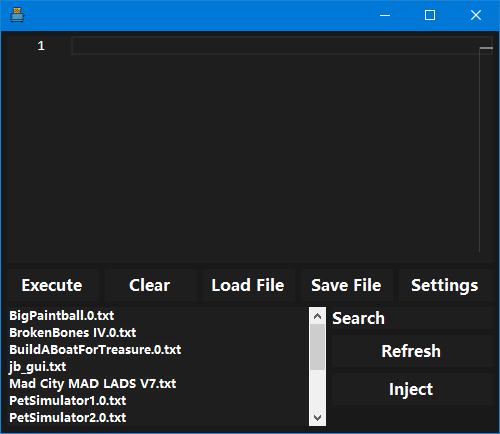 1
Execute
Clear
Load File
Save File
Settings
BigPaintball.0.txt
BrokenBones IV.0.txt
BuildABoatForTreasure.0.txt
jb_gui.txt
Mad City MAD LADS V7.txt
PetSimulator1.0.txt
PetSimulator2.0.txt
Search
Refresh
Inject